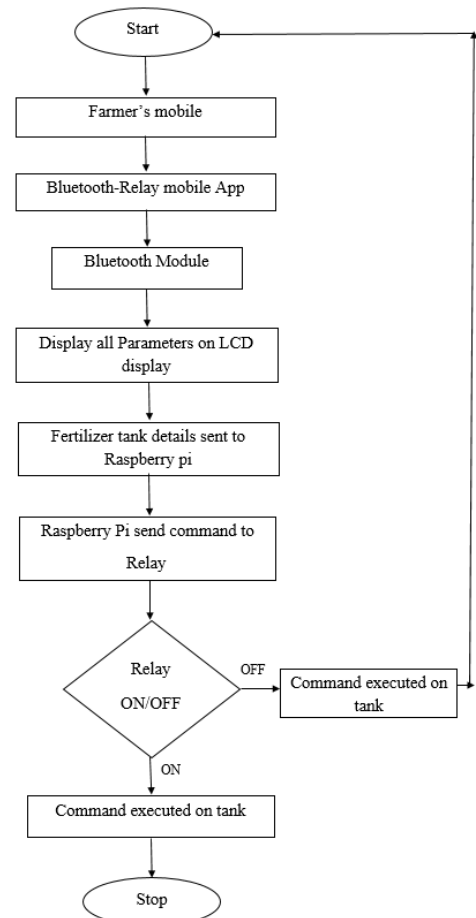 Start
Farmer’s mobile
Bluetooth-Relay mobile App
Bluetooth Module
Display all Parameters on LCD
display
Fertilizer tank details sent to
Raspberry pi
Raspberry Pi send command to
Relay
Relay
ON/OFF
OFF
Command executed on
tank
ON
Command executed on tank
Stop